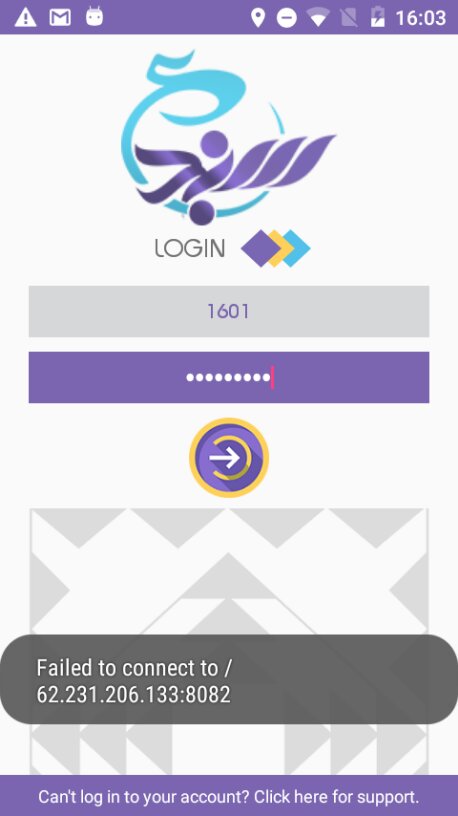 16:03
سنجح
LOGIN
1601
Failed to connect to /
62.231.206.133:8082
Can't log in to your account? Click here for support.